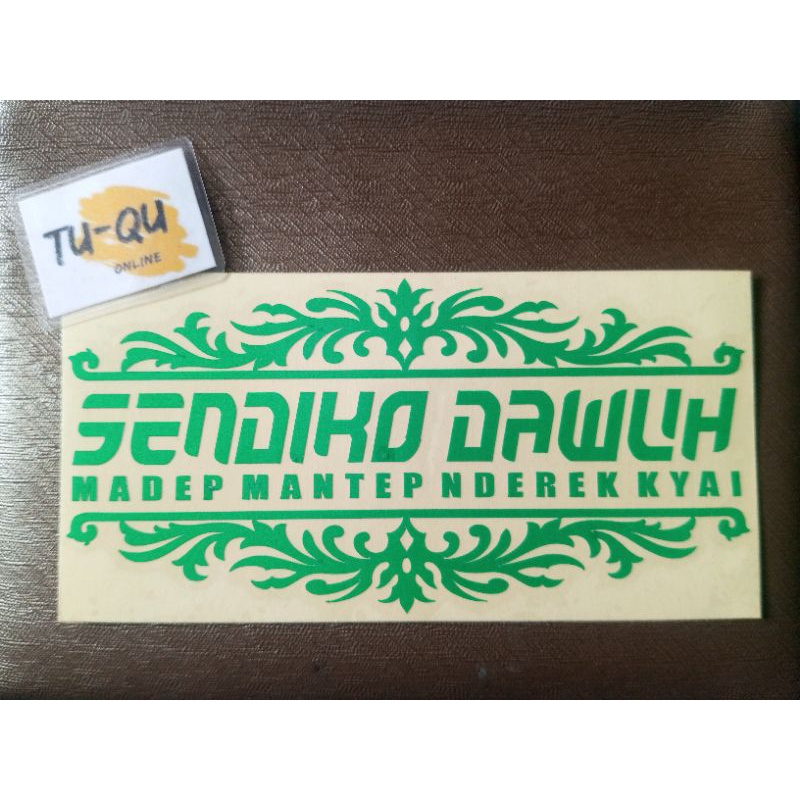 TU-QU
ONLINE
SENDIKO DAWUH
MADEP MANTEP NDEREK KYAI